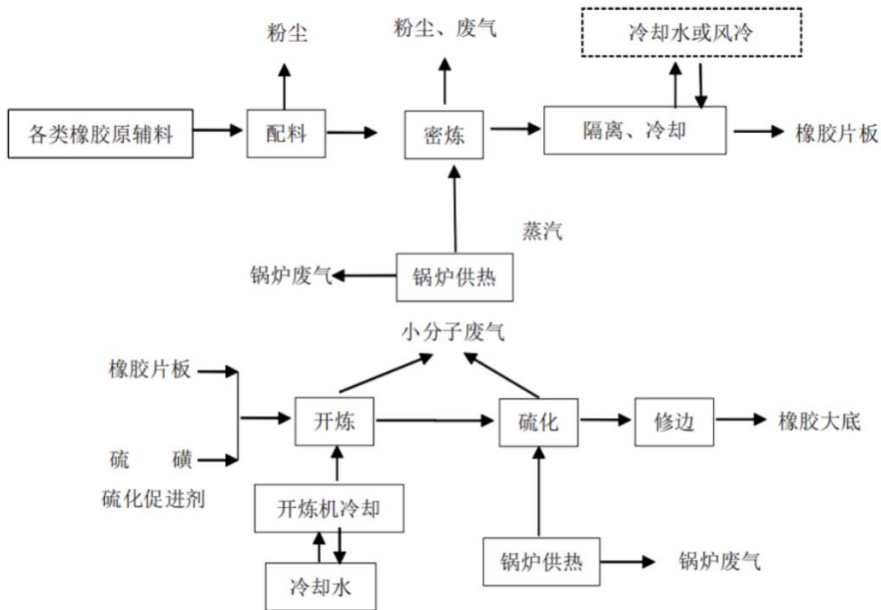 粉尘
粉尘、废气
冷却水或风冷
各类橡胶原辅料
配料
密炼
隔离、冷却
橡胶片板
蒸汽
锅炉废气
锅炉供热
小分子废气
橡胶片板
开炼
硫化
修边
橡胶大底
硫 磺
硫化促进剂
开炼机冷却
锅炉供热
锅炉废气
冷却水